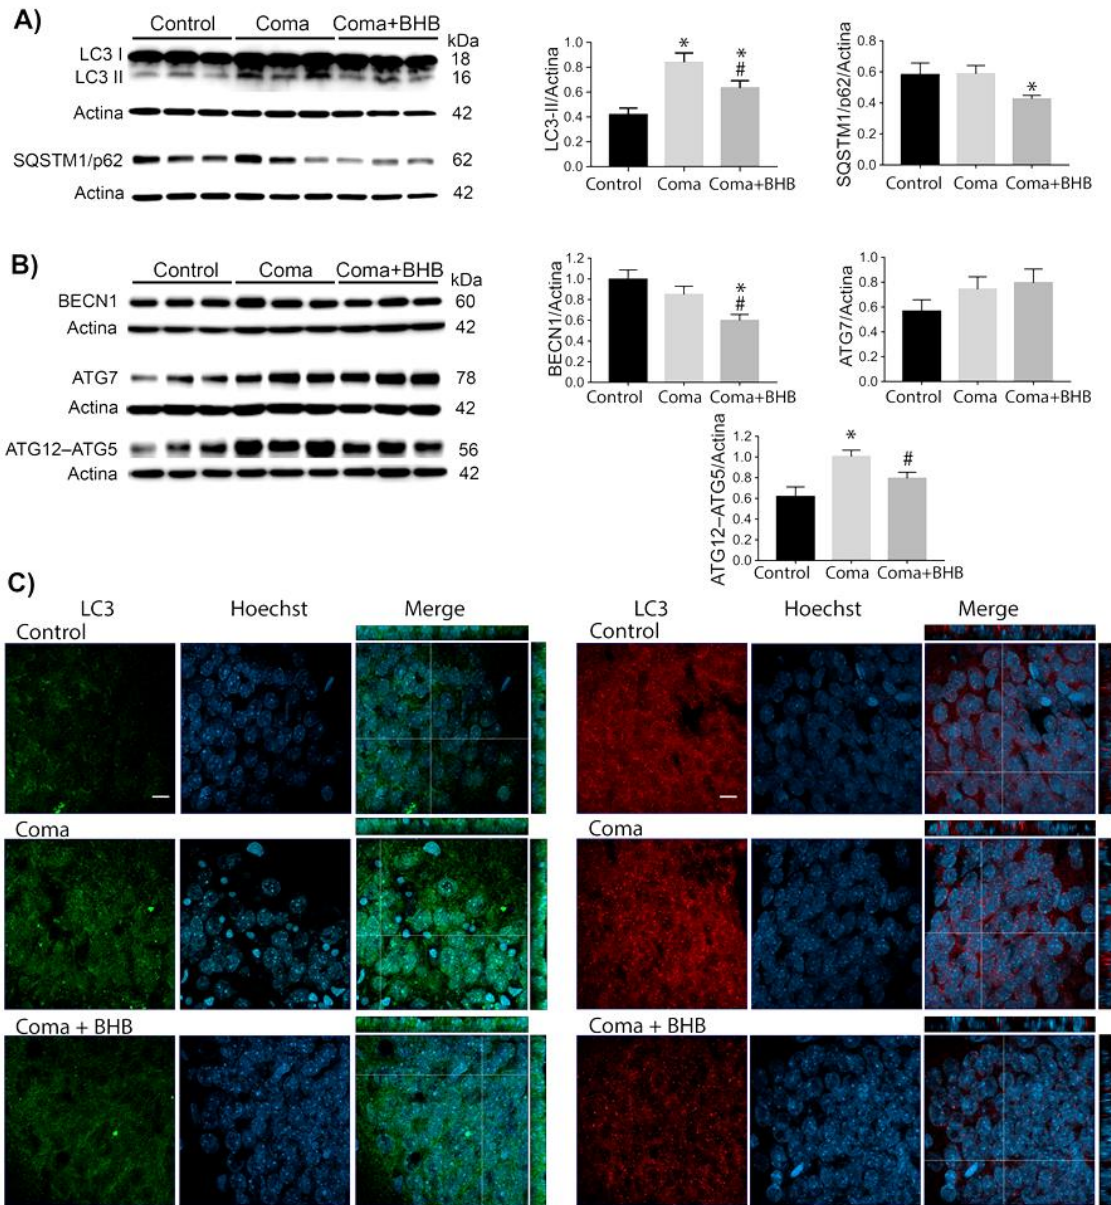 A)
Control Coma Coma+BHB
kDa
LC3 I 18
LC3 II 16
Actina 42
SQSTM1/p62 62
Actina 42
LC3-II/Actina
1.0
0.8
0.6
0.4
0.2
0.0
*
*
#
Control Coma Coma+BHB
SQSTM1/p62/Actina
0.8
0.6
0.4
0.2
0.0
*
Control Coma Coma+BHB
B)
Control Coma Coma+BHB
kDa
BECN1 60
Actina 42
ATG7 78
Actina 42
ATG12–ATG5 56
Actina 42
BECN1/Actina
1.2
1.0
0.8
0.6
0.4
0.2
0.0
*
#
Control Coma Coma+BHB
ATG7/Actina
1.0
0.8
0.6
0.4
0.2
0.0
Control Coma Coma+BHB
ATG12–ATG5/Actina
1.2
1.0
0.8
0.6
0.4
0.2
0.0
*
#
Control Coma Coma+BHB
C)
LC3 Hoechst Merge
Control
Coma
Coma + BHB
LC3 Hoechst Merge
Control
Coma
Coma + BHB